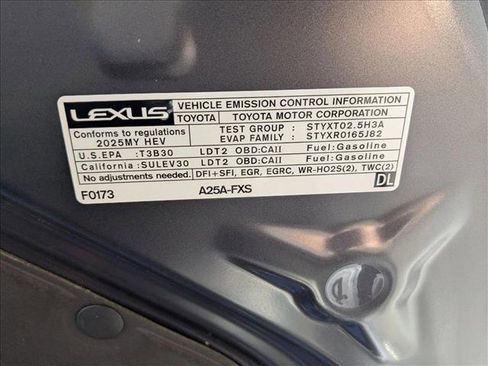 LEXUS VEHICLE EMISSION CONTROL INFORMATION
TOYOTA TOYOTA MOTOR CORPORATION
Conforms to regulations TEST GROUP : STYXT02.5H3A
2025MY HEV EVAP FAMILY : STYXR0165J82
U.S.EPA : T3B30 LDT2 OBD:CAII Fuel:Gasoline
California : SULEV30 LDT2 OBD:CAII Fuel:Gasoline
No adjustments needed. DFI+SFI, EGR, EGRC, WR-HO2S(2), TWC(2)
F0173 A25A-FXS DL